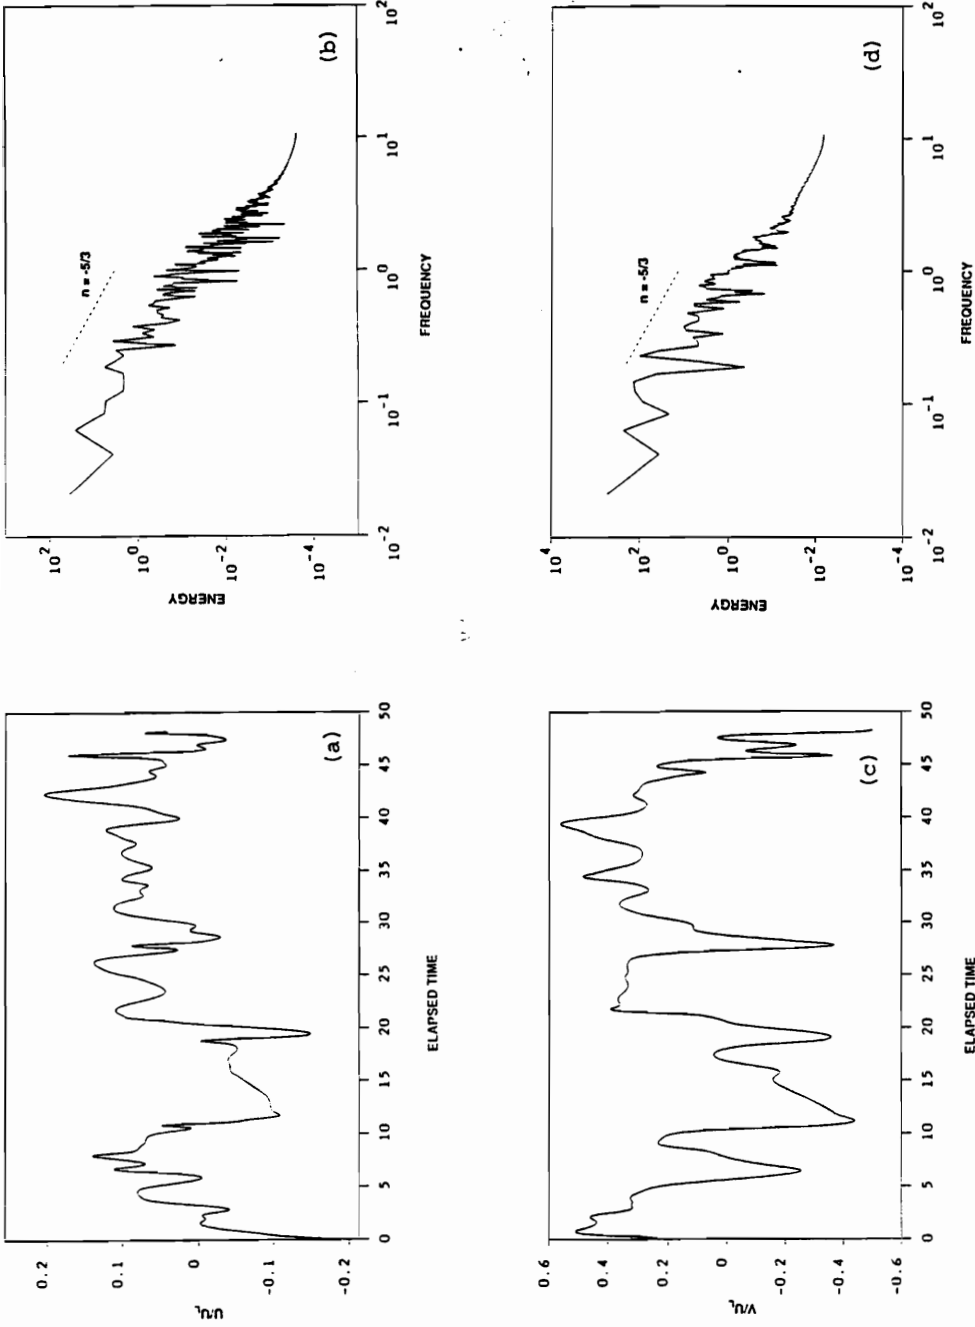 0.2
0.1
0
-0.1
-0.2
U/U_L
0 5 10 15 20 25 30 35 40 45 50
ELAPSED TIME
(a)
10^2
10^0
10^-2
10^-4
ENERGY
n = -5/3
10^-2 10^-1 10^0 10^1 10^2
FREQUENCY
(b)
0.6
0.4
0.2
0
-0.2
-0.4
-0.6
V/U_L
0 5 10 15 20 25 30 35 40 45 50
ELAPSED TIME
(c)
10^4
10^2
10^0
10^-2
10^-4
ENERGY
n = -5/3
10^-2 10^-1 10^0 10^1 10^2
FREQUENCY
(d)